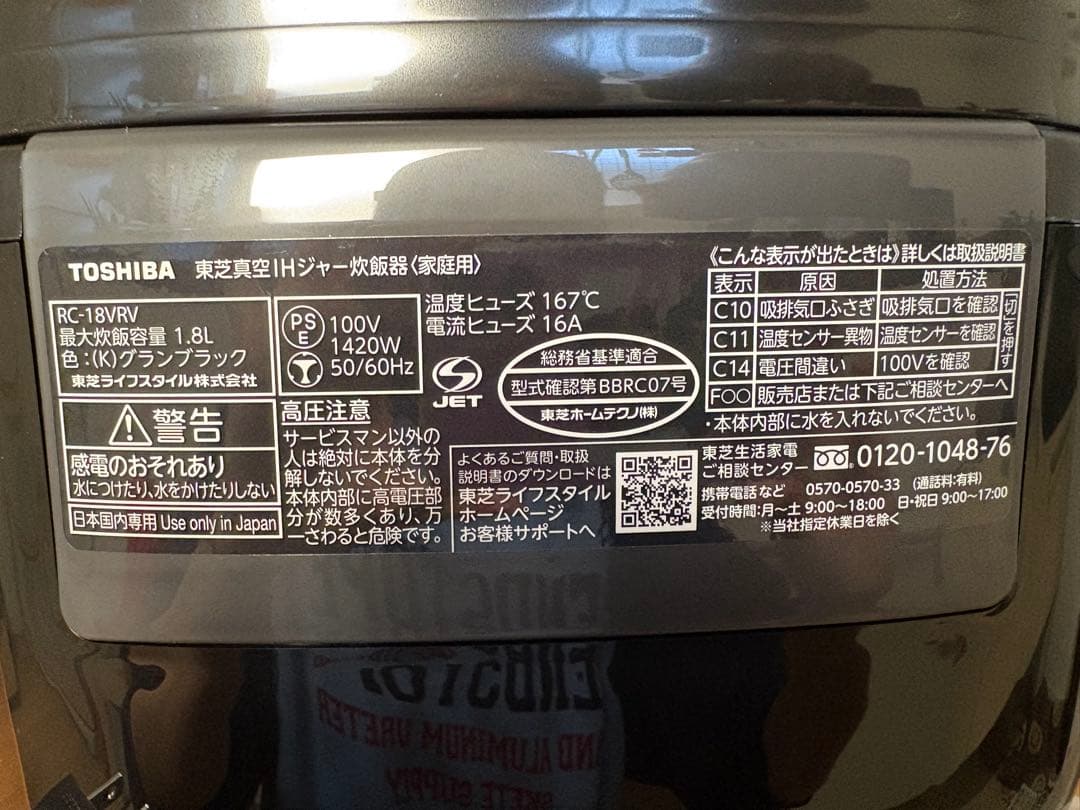 TOSHIBA 東芝真空IHジャー炊飯器〈家庭用〉
RC-18VRV
最大炊飯容量 1.8L
色:(K)グランブラック
東芝ライフスタイル株式会社
PS
E
100V
1420W
50/60Hz
温度ヒューズ 167℃
電流ヒューズ 16A
JET
総務省基準適合
型式確認第BBRC07号
東芝ホームテクノ(株)
《こんな表示が出たときは》詳しくは取扱説明書
表示 原因 処置方法
C10 吸排気口ふさぎ 吸排気口を確認
C11 温度センサー異物 温度センサーを確認
C14 電圧間違い 100Vを確認
切を押す
F○○ 販売店または下記ご相談センターへ
・本体内部に水を入れないでください。
警告
感電のおそれあり
水につけたり、水をかけたりしない
日本国内専用 Use only in Japan
高圧注意
サービスマン以外の
人は絶対に本体を分
解しないでください。
本体内部に高電圧部
分が数多くあり、万
一さわると危険です。
よくあるご質問・取扱
説明書のダウンロードは
東芝ライフスタイル
ホームページ
お客様サポートへ
東芝生活家電
ご相談センター 0120-1048-76
携帯電話など 0570-0570-33 (通話料:有料)
受付時間:月〜土 9:00〜18:00 日・祝日 9:00〜17:00
※当社指定休業日を除く